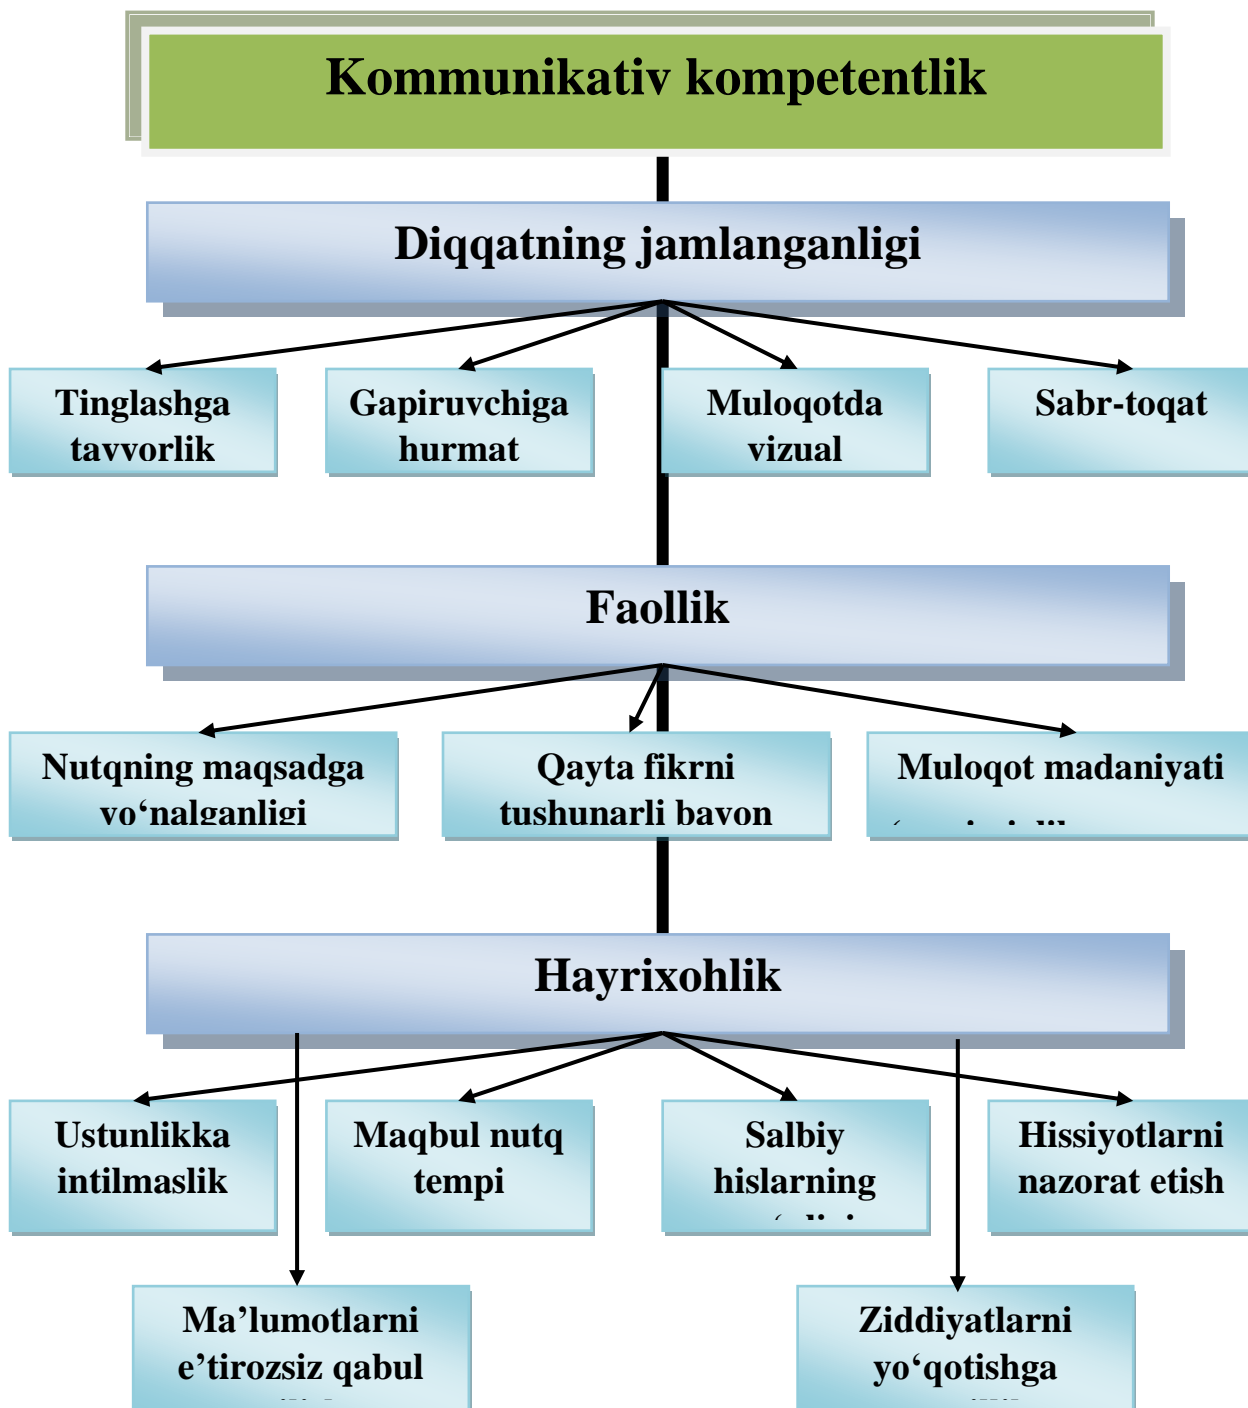 Kommunikativ kompetentlik
Diqqatning jamlanganligi
Tinglashga
tavvorlik
Gapiruvchiga
hurmat
Muloqotda
vizual
Sabr-toqat
Faollik
Nutqning maqsadga
yo‘nalganligi
Qayta fikrni
tushunarli bayon
Muloqot madaniyati
Hayrixohlik
Ustunlikka
intilmaslik
Maqbul nutq
tempi
Salbiy
hislarning
Hissiyotlarni
nazorat etish
Ma’lumotlarni
e’tirozsiz qabul
Ziddiyatlarni
yo‘qotishga